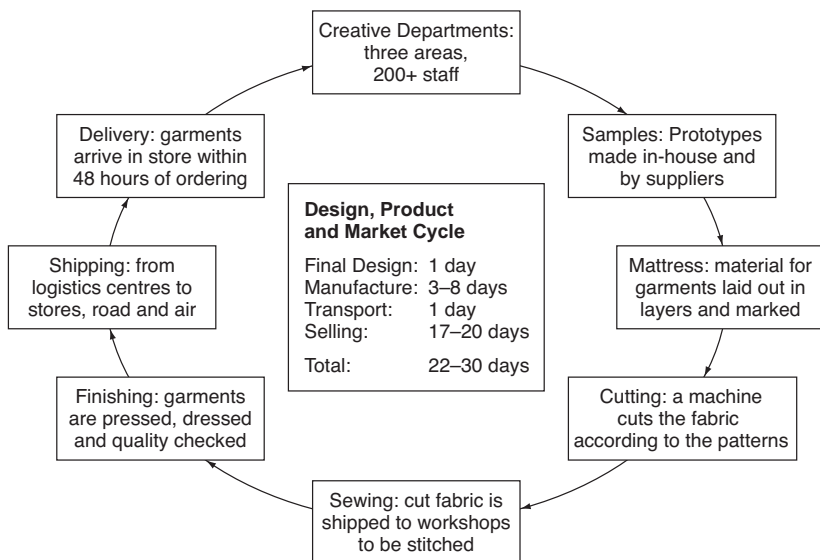 Creative Departments:
three areas,
200+ staff
Samples: Prototypes
made in-house and
by suppliers
Mattress: material for
garments laid out in
layers and marked
Cutting: a machine
cuts the fabric
according to the patterns
Sewing: cut fabric is
shipped to workshops
to be stitched
Finishing: garments
are pressed, dressed
and quality checked
Shipping: from
logistics centres to
stores, road and air
Delivery: garments
arrive in store within
48 hours of ordering
Design, Product
and Market Cycle
Final Design: 1 day
Manufacture: 3–8 days
Transport: 1 day
Selling: 17–20 days
Total: 22–30 days